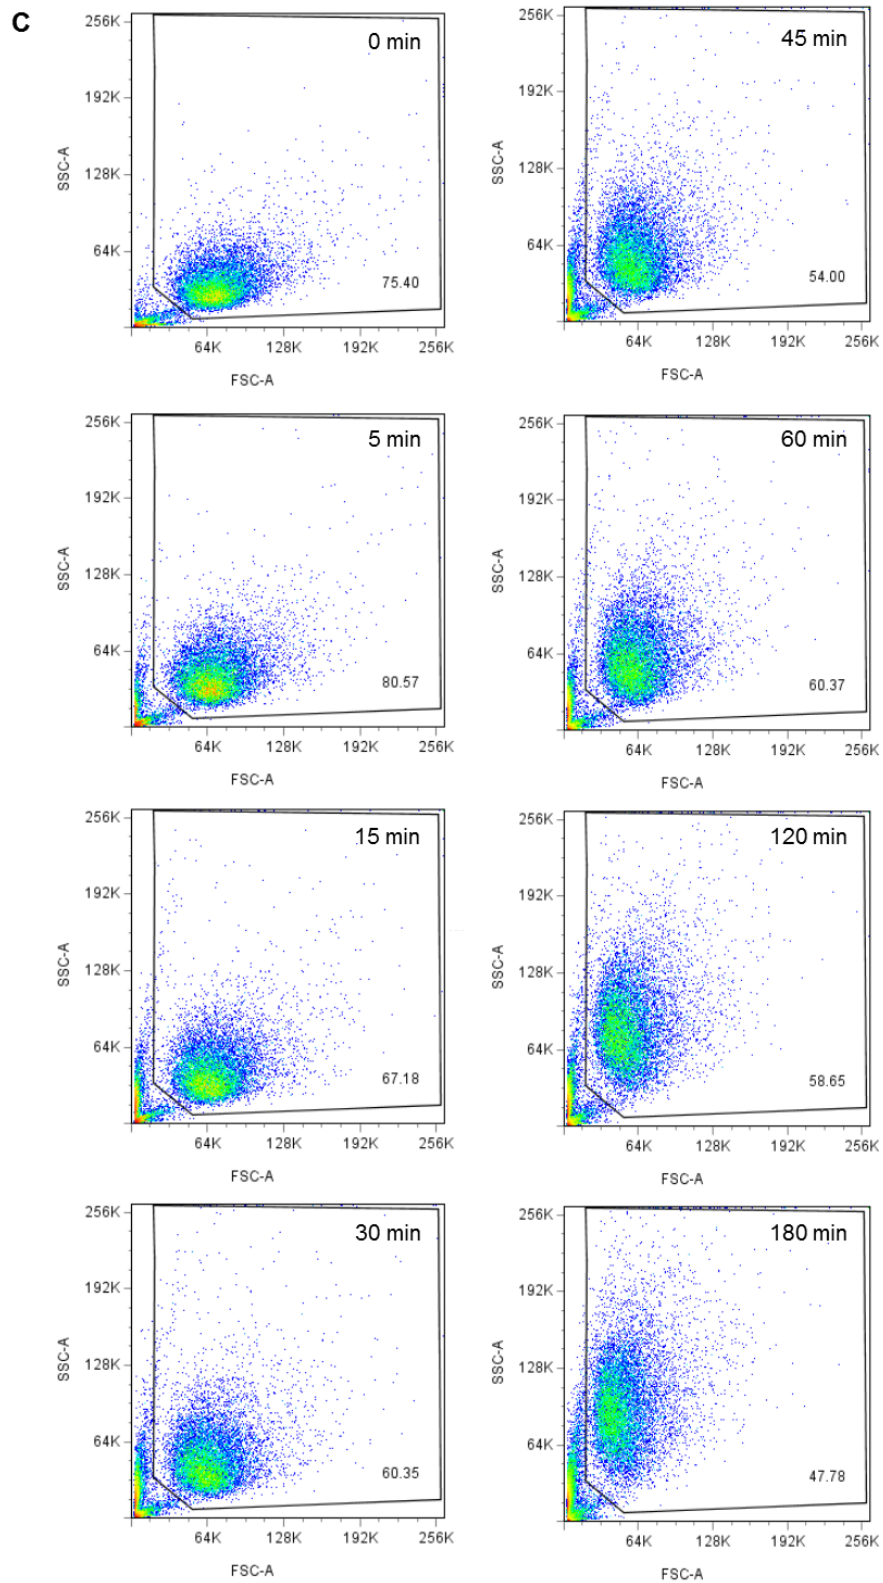 C
0 min
256K
192K
128K
64K
SSC-A
75.40
64K 128K 192K 256K
FSC-A
45 min
256K
192K
128K
64K
SSC-A
54.00
64K 128K 192K 256K
FSC-A
5 min
256K
192K
128K
64K
SSC-A
80.57
64K 128K 192K 256K
FSC-A
60 min
256K
192K
128K
64K
SSC-A
60.37
64K 128K 192K 256K
FSC-A
15 min
256K
192K
128K
64K
SSC-A
67.18
64K 128K 192K 256K
FSC-A
120 min
256K
192K
128K
64K
SSC-A
58.65
64K 128K 192K 256K
FSC-A
30 min
256K
192K
128K
64K
SSC-A
60.35
64K 128K 192K 256K
FSC-A
180 min
256K
192K
128K
64K
SSC-A
47.78
64K 128K 192K 256K
FSC-A